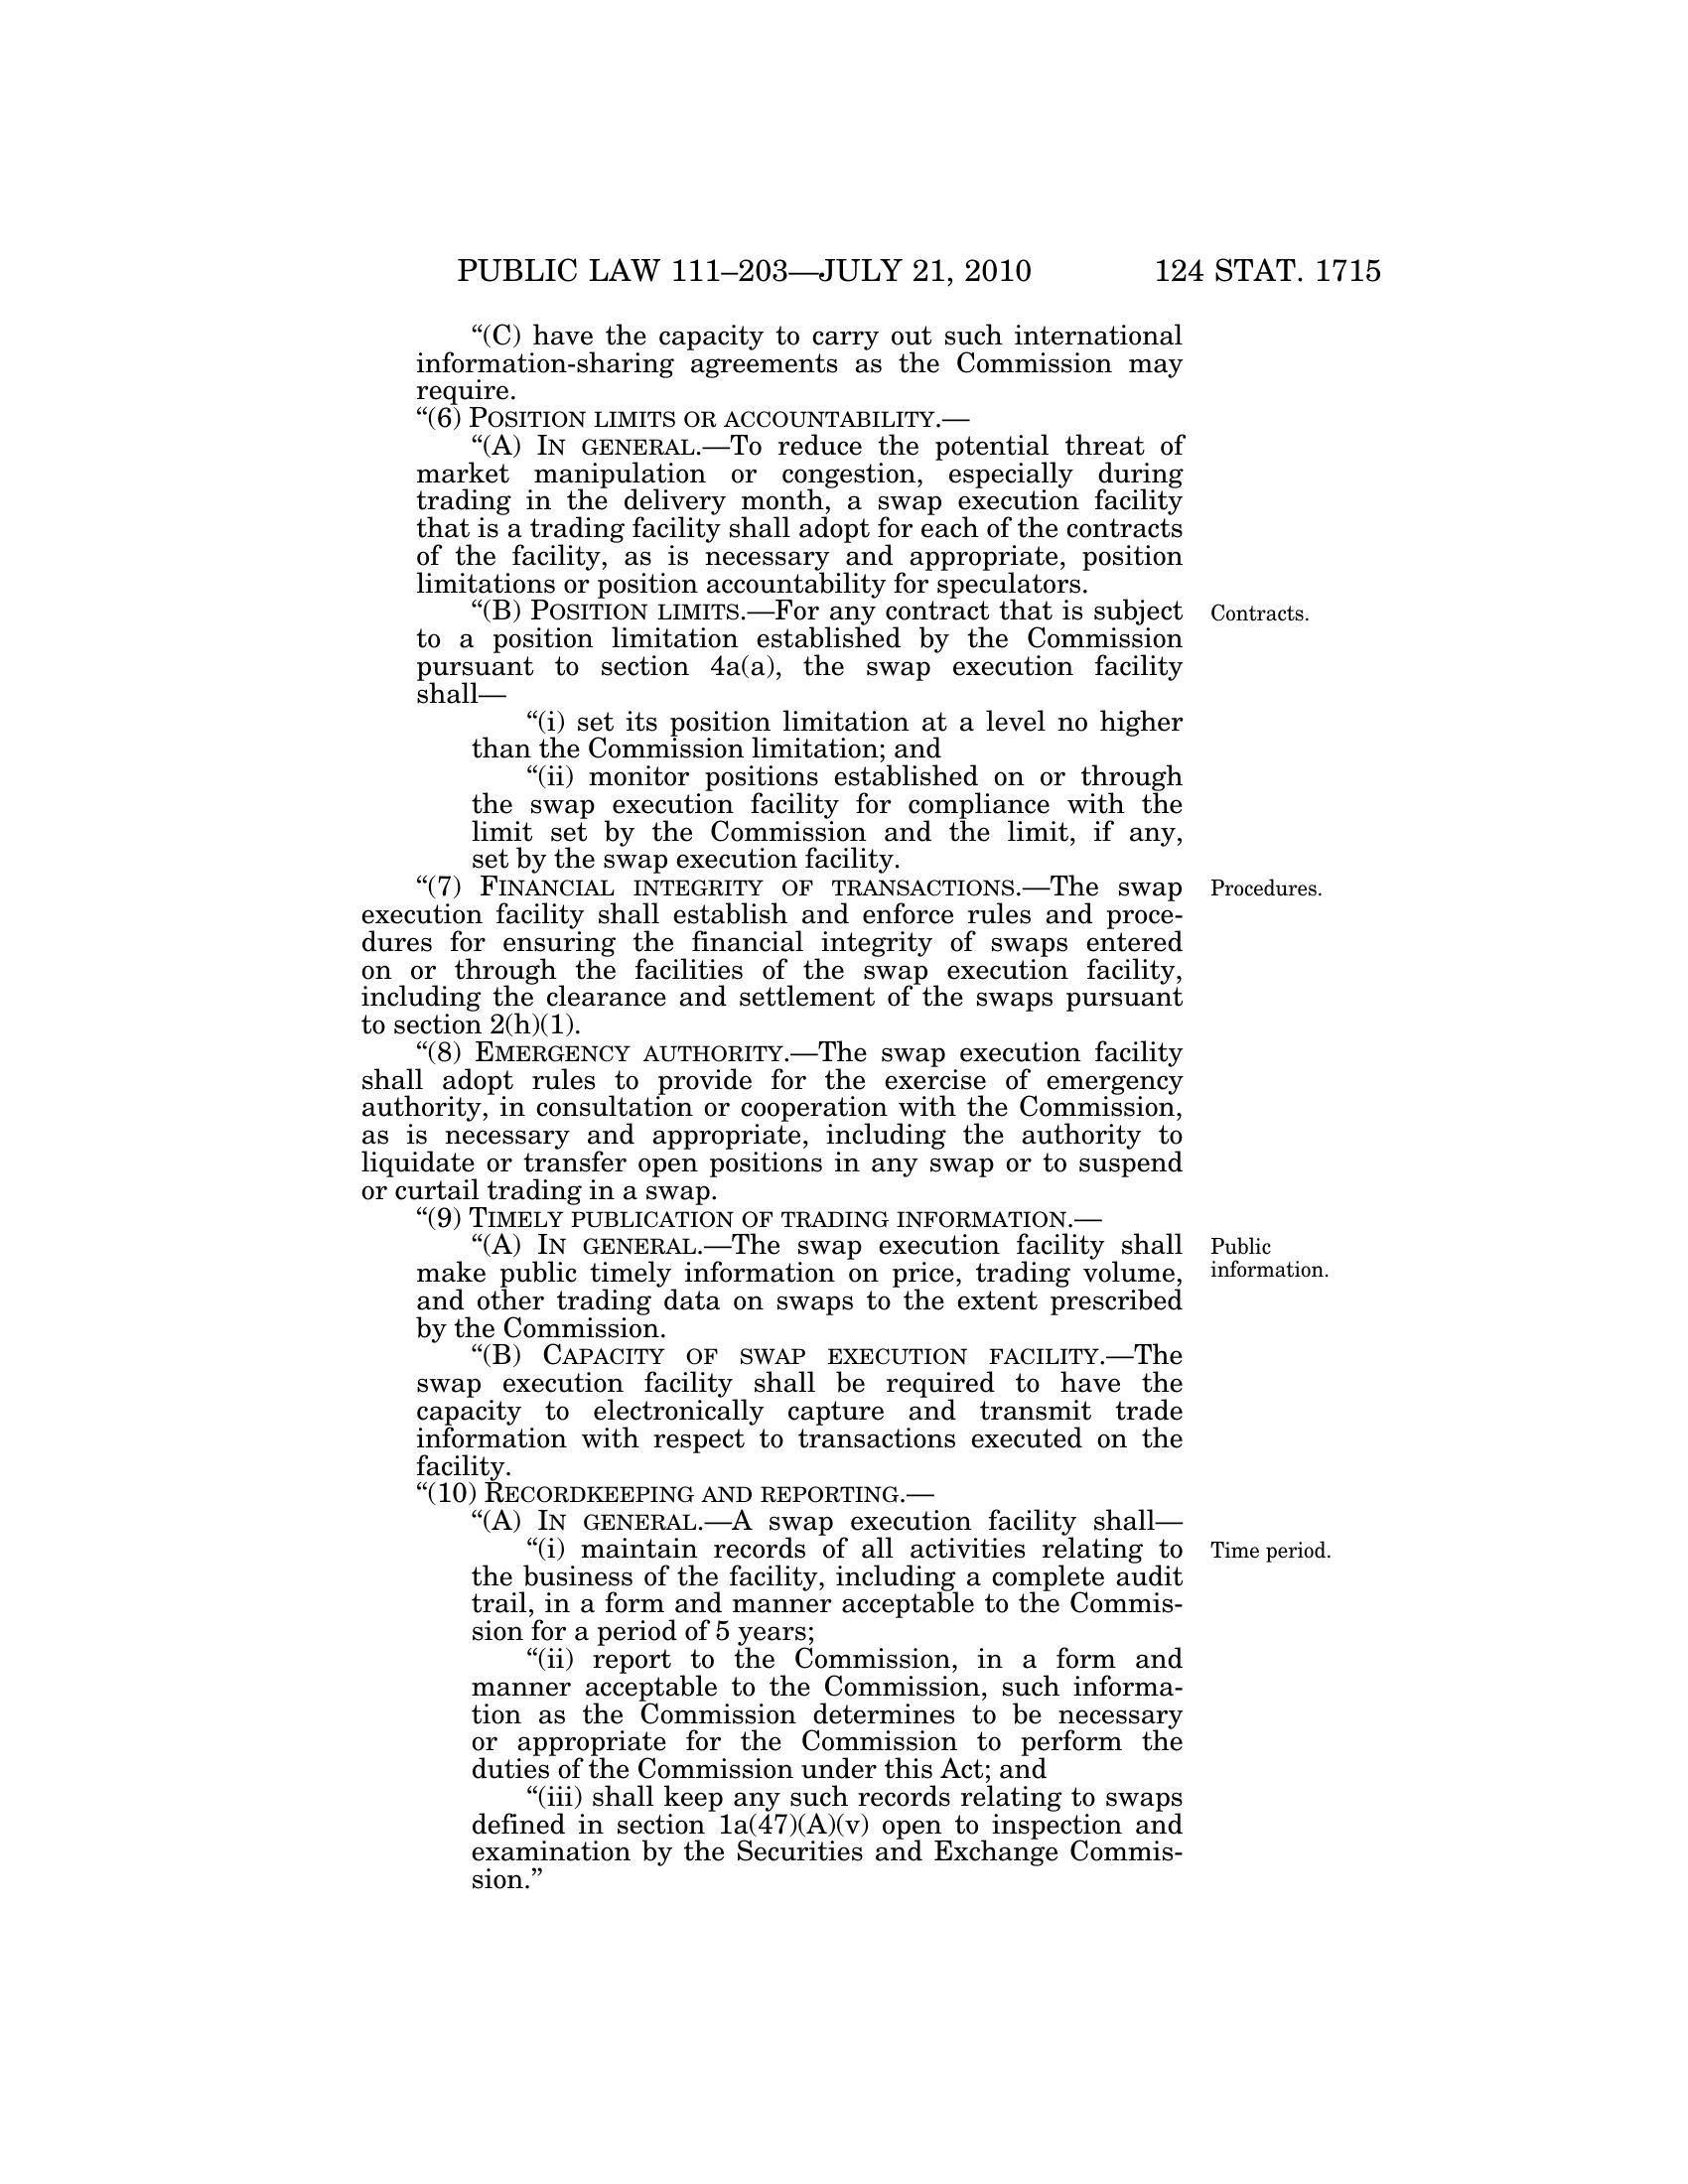 PUBLIC LAW 111–203—JULY 21, 2010 124 STAT. 1715
“(C) have the capacity to carry out such international
information-sharing agreements as the Commission may
require.
“(6) POSITION LIMITS OR ACCOUNTABILITY.—
“(A) IN GENERAL.—To reduce the potential threat of
market manipulation or congestion, especially during
trading in the delivery month, a swap execution facility
that is a trading facility shall adopt for each of the contracts
of the facility, as is necessary and appropriate, position
limitations or position accountability for speculators.
“(B) POSITION LIMITS.—For any contract that is subject
Contracts.
to a position limitation established by the Commission
pursuant to section 4a(a), the swap execution facility
shall—
“(i) set its position limitation at a level no higher
than the Commission limitation; and
“(ii) monitor positions established on or through
the swap execution facility for compliance with the
limit set by the Commission and the limit, if any,
set by the swap execution facility.
“(7) FINANCIAL INTEGRITY OF TRANSACTIONS.—The swap
Procedures.
execution facility shall establish and enforce rules and proce-
dures for ensuring the financial integrity of swaps entered
on or through the facilities of the swap execution facility,
including the clearance and settlement of the swaps pursuant
to section 2(h)(1).
“(8) EMERGENCY AUTHORITY.—The swap execution facility
shall adopt rules to provide for the exercise of emergency
authority, in consultation or cooperation with the Commission,
as is necessary and appropriate, including the authority to
liquidate or transfer open positions in any swap or to suspend
or curtail trading in a swap.
“(9) TIMELY PUBLICATION OF TRADING INFORMATION.—
“(A) IN GENERAL.—The swap execution facility shall
Public
information.
make public timely information on price, trading volume,
and other trading data on swaps to the extent prescribed
by the Commission.
“(B) CAPACITY OF SWAP EXECUTION FACILITY.—The
swap execution facility shall be required to have the
capacity to electronically capture and transmit trade
information with respect to transactions executed on the
facility.
“(10) RECORDKEEPING AND REPORTING.—
“(A) IN GENERAL.—A swap execution facility shall—
“(i) maintain records of all activities relating to
Time period.
the business of the facility, including a complete audit
trail, in a form and manner acceptable to the Commis-
sion for a period of 5 years;
“(ii) report to the Commission, in a form and
manner acceptable to the Commission, such informa-
tion as the Commission determines to be necessary
or appropriate for the Commission to perform the
duties of the Commission under this Act; and
“(iii) shall keep any such records relating to swaps
defined in section 1a(47)(A)(v) open to inspection and
examination by the Securities and Exchange Commis-
sion.”